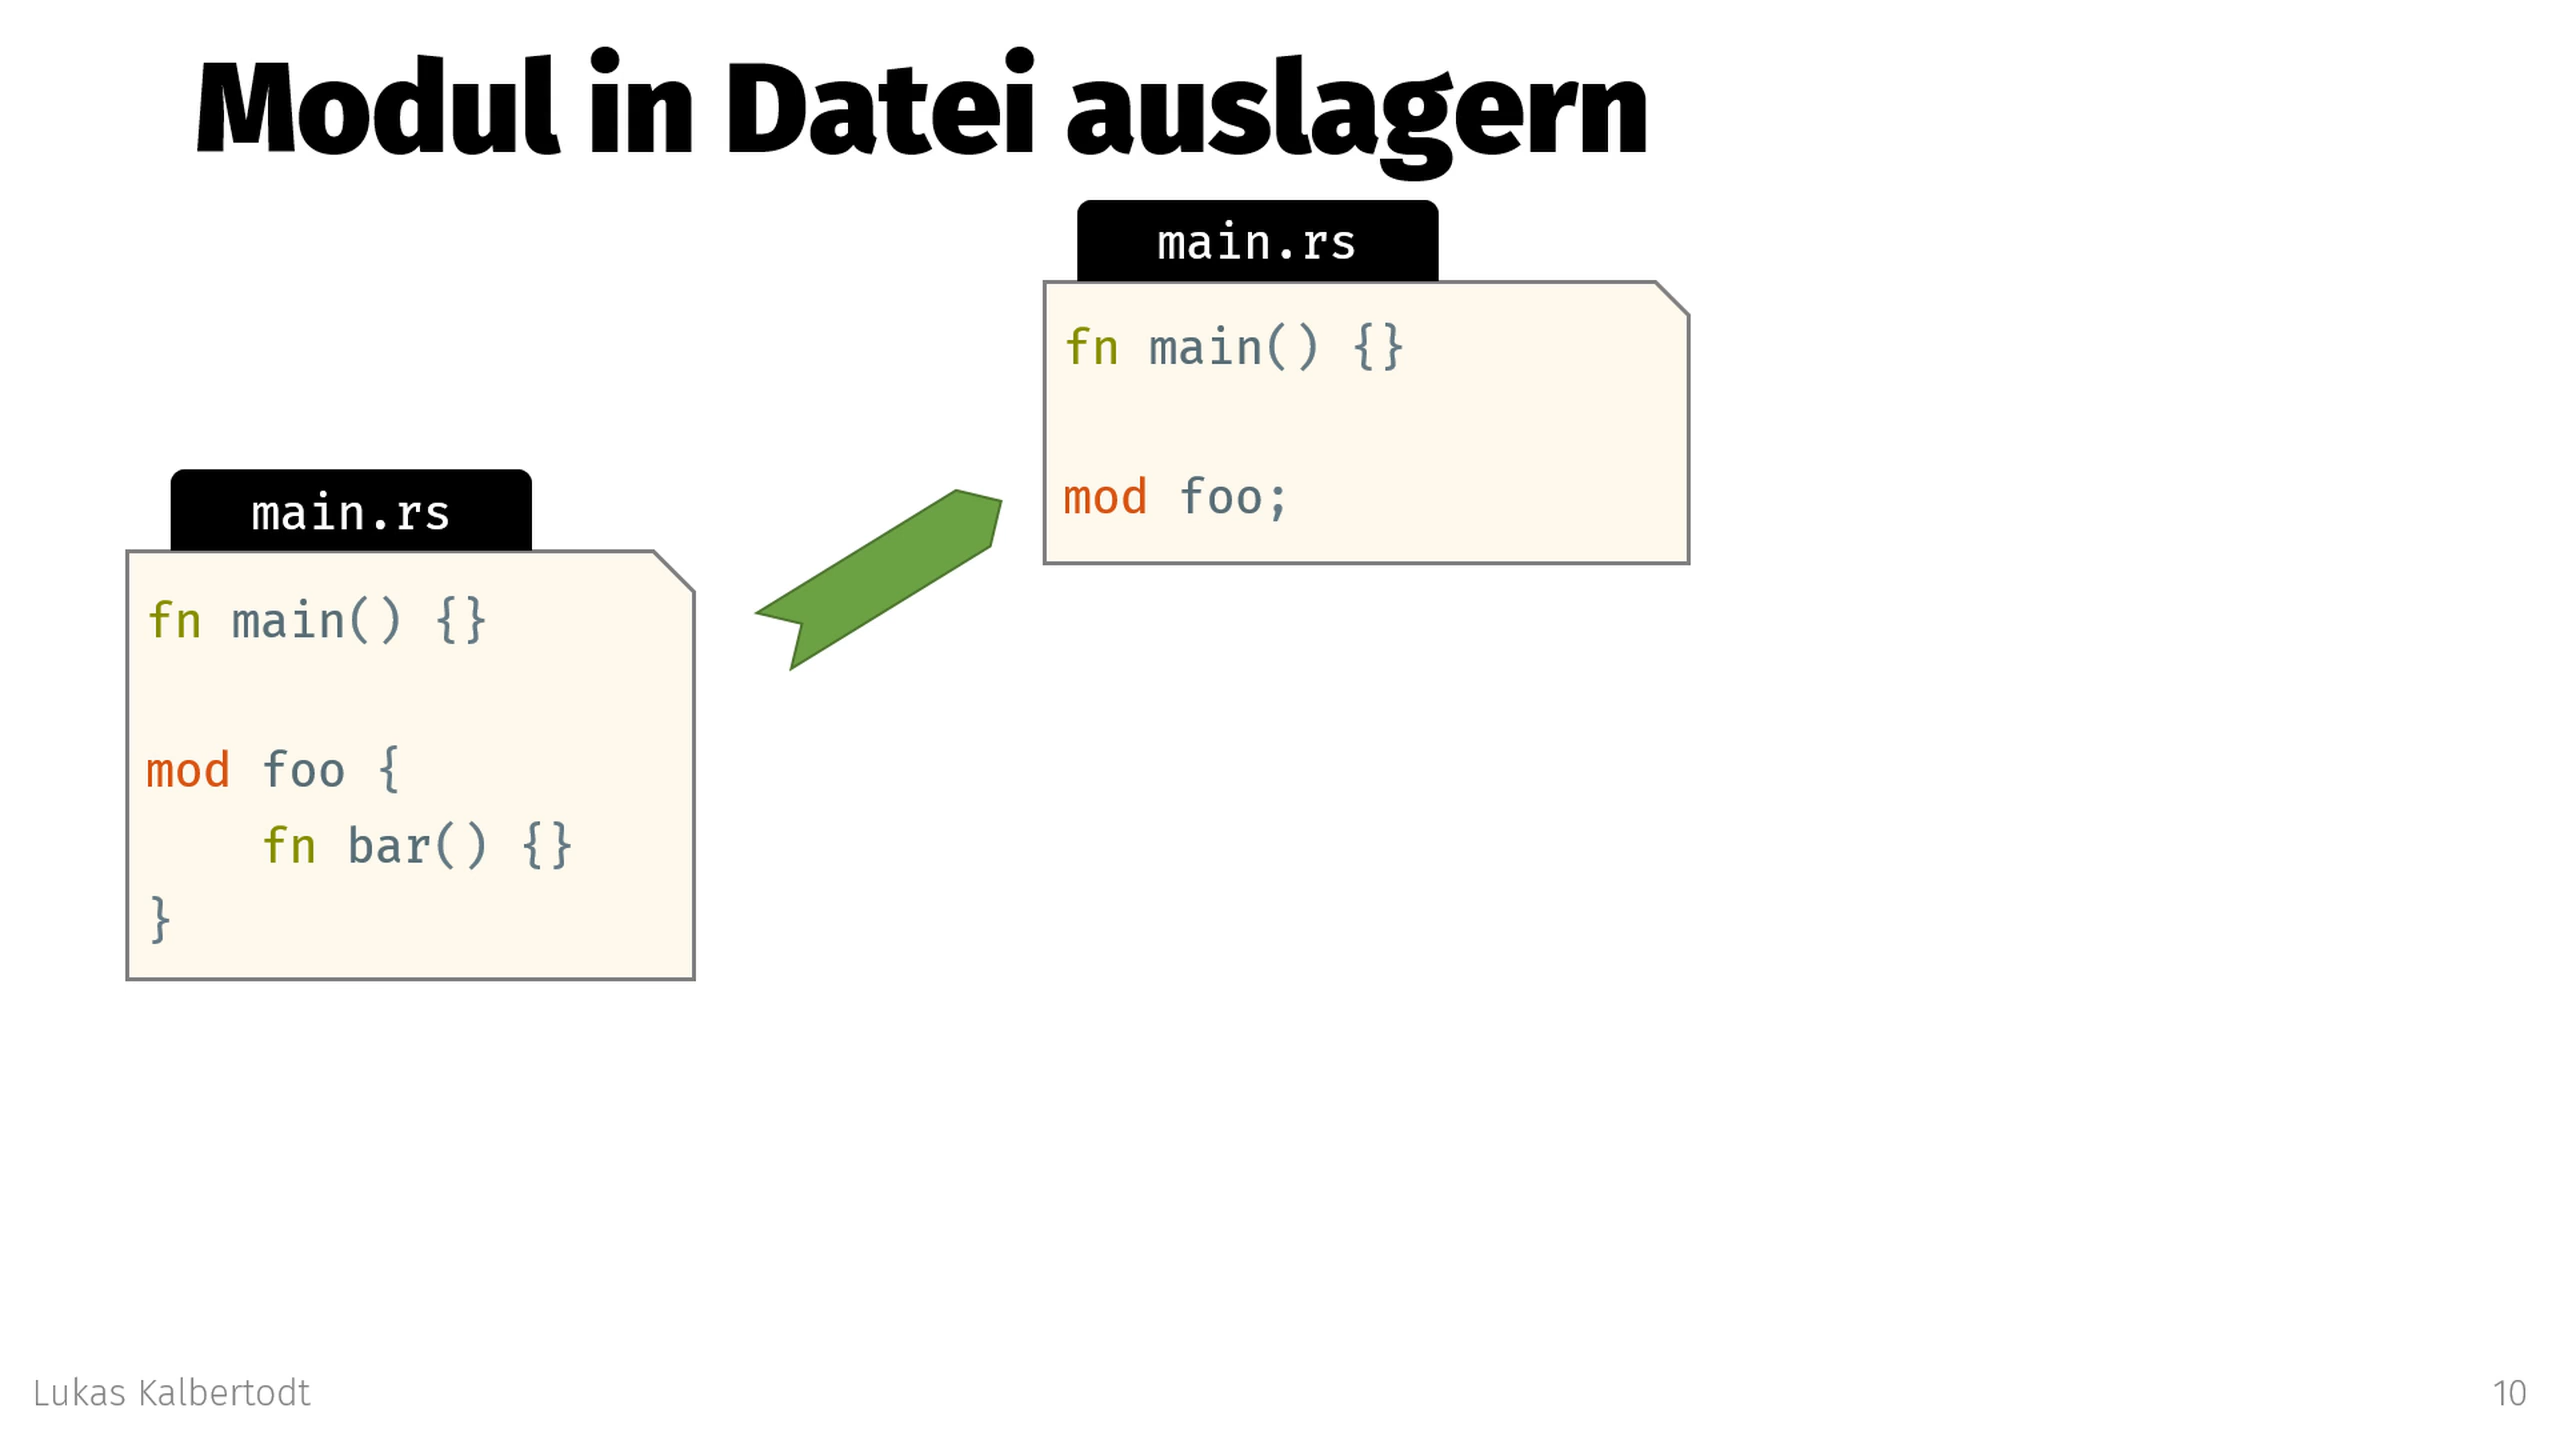 Modul in Datei auslagern
main.rs
fn main() {}
mod foo {
    fn bar() {}
}
main.rs
fn main() {}
mod foo;
Lukas Kalbertodt
10